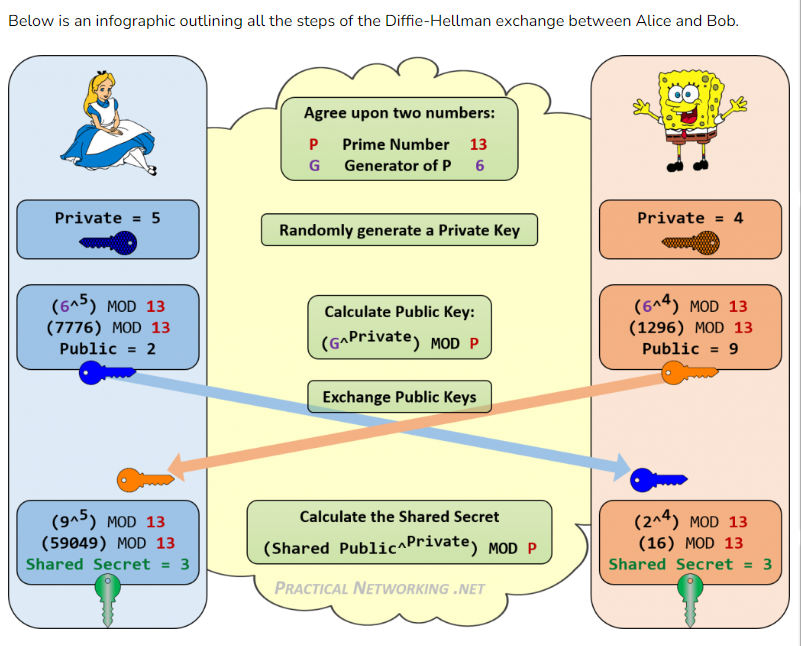 Below is an infographic outlining all the steps of the Diffie-Hellman exchange between Alice and Bob.
Agree upon two numbers:
P Prime Number 13
G Generator of P 6
Private = 5
Randomly generate a Private Key
Private = 4
(6^5) MOD 13
(7776) MOD 13
Public = 2
Calculate Public Key:
(G^Private) MOD P
(6^4) MOD 13
(1296) MOD 13
Public = 9
Exchange Public Keys
(9^5) MOD 13
(59049) MOD 13
Shared Secret = 3
Calculate the Shared Secret
(Shared Public^Private) MOD P
(2^4) MOD 13
(16) MOD 13
Shared Secret = 3
PRACTICAL NETWORKING .NET